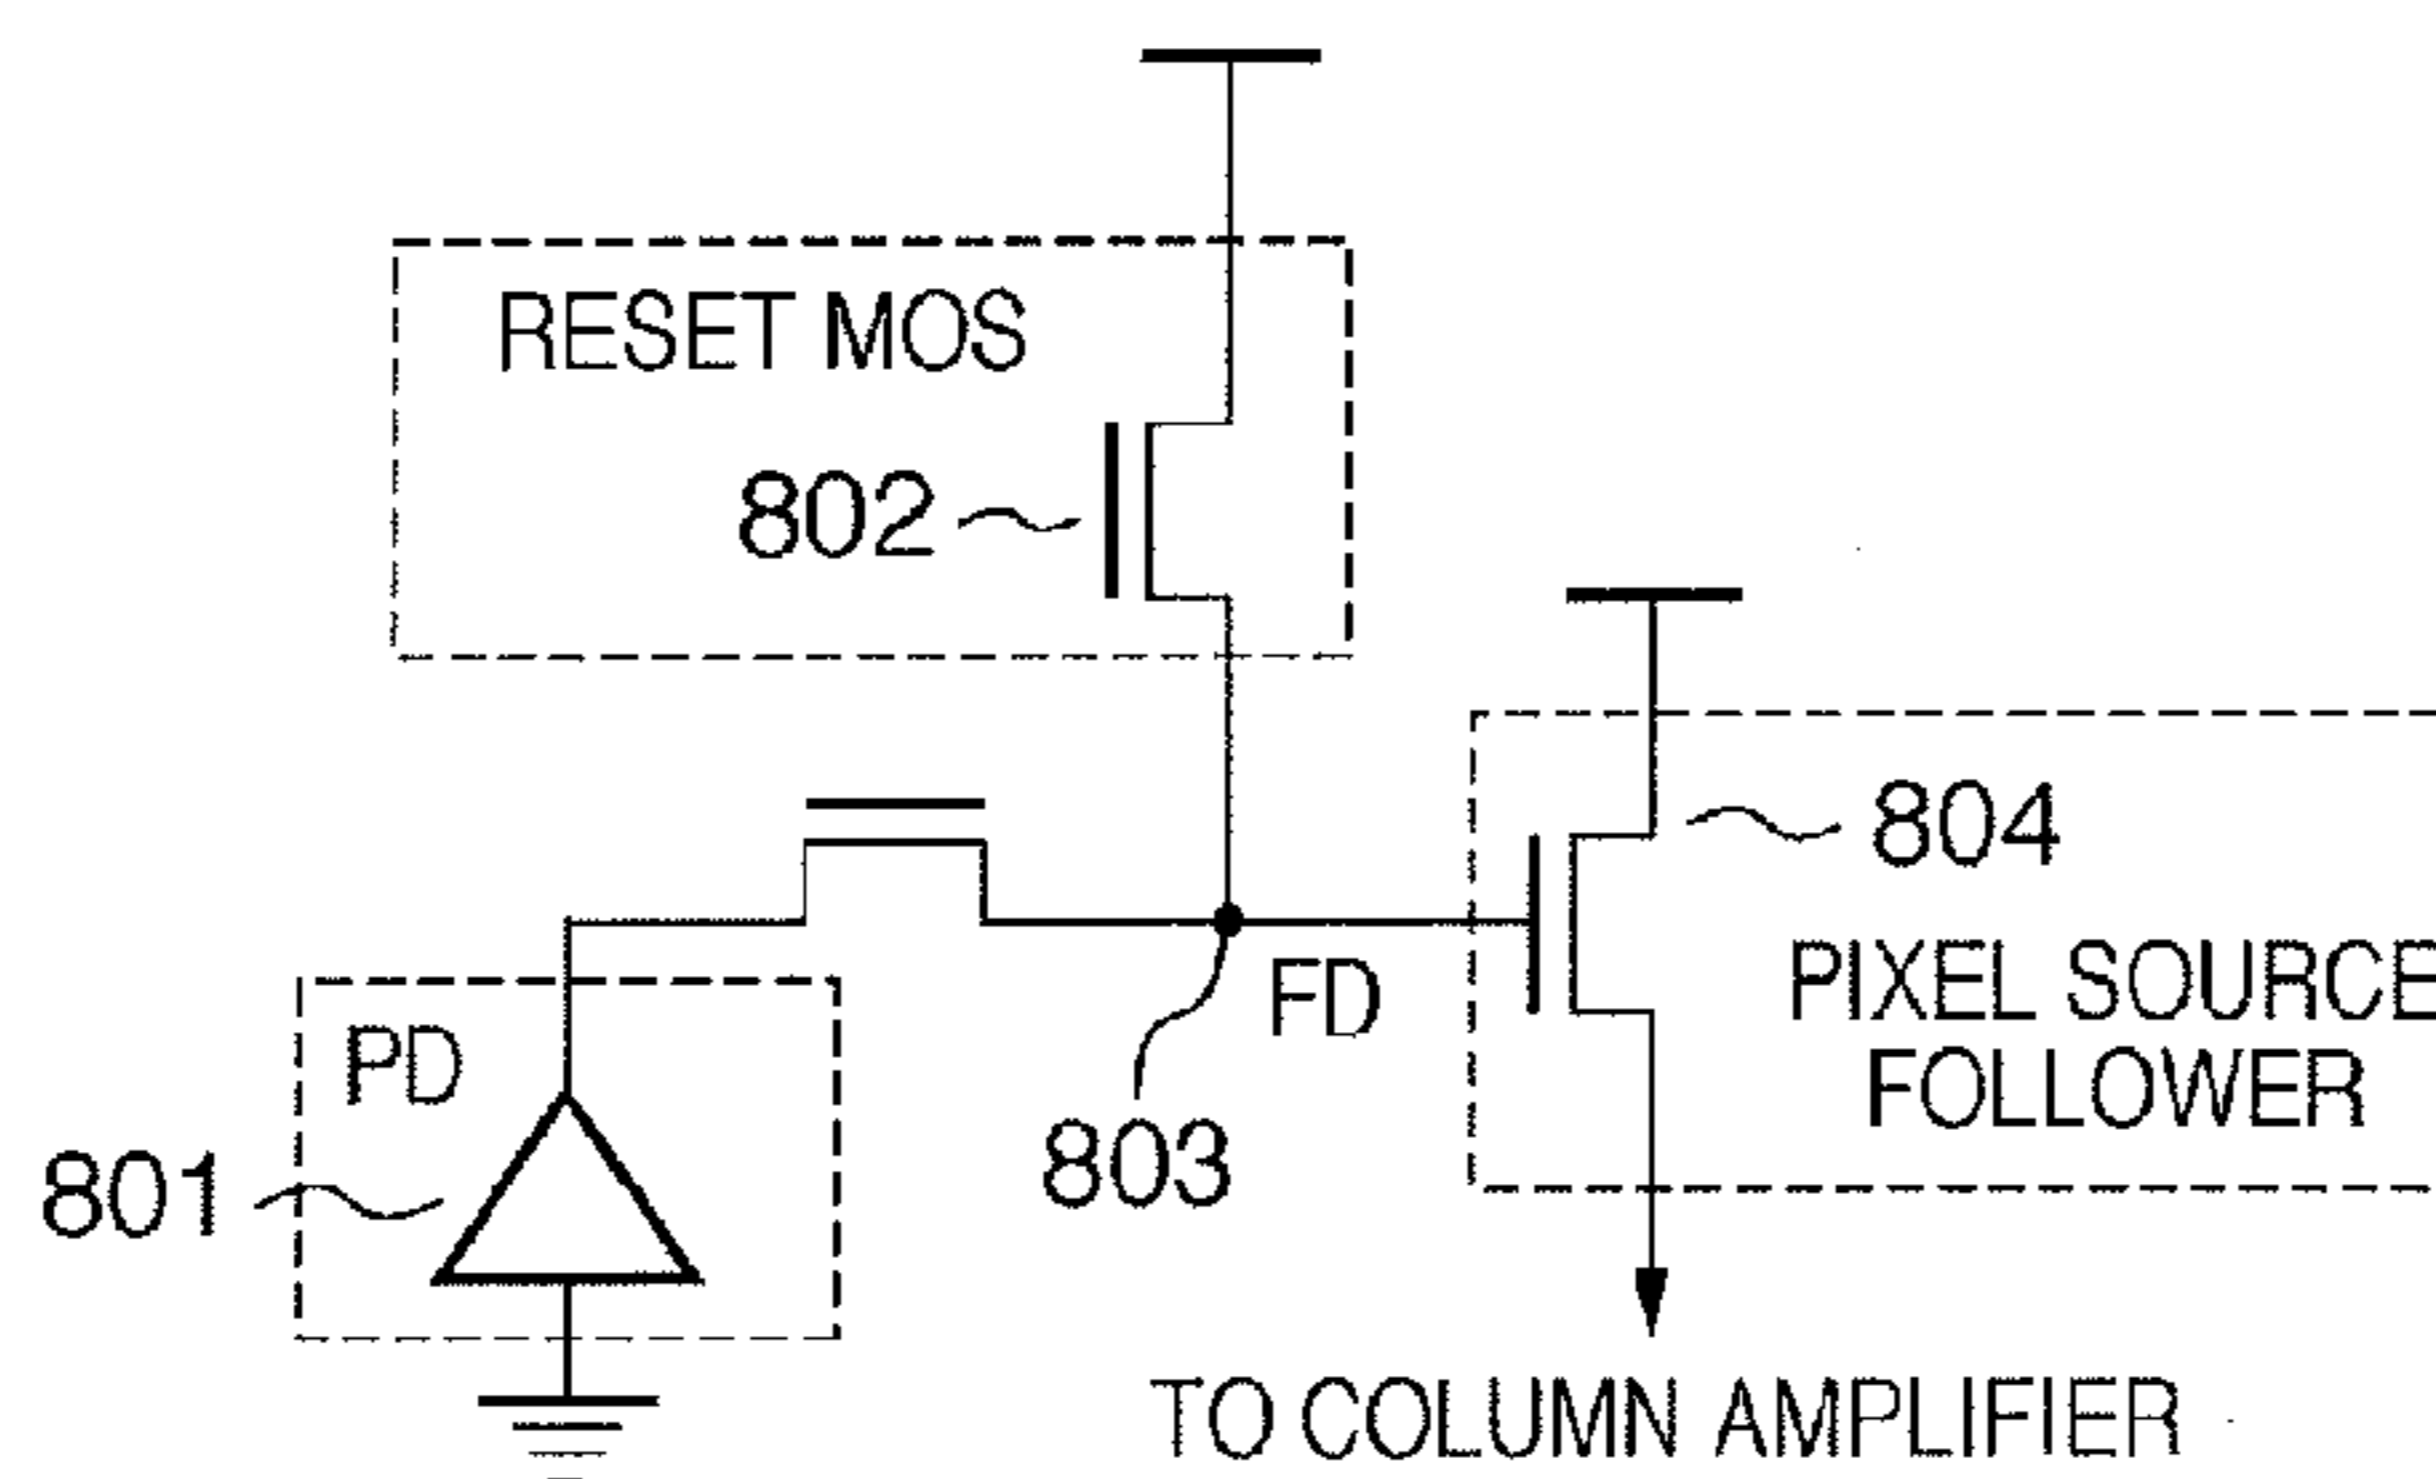 RESET MOS
802
804
PIXEL SOURCE
FOLLOWER
FD
PD
803
801
TO COLUMN AMPLIFIER